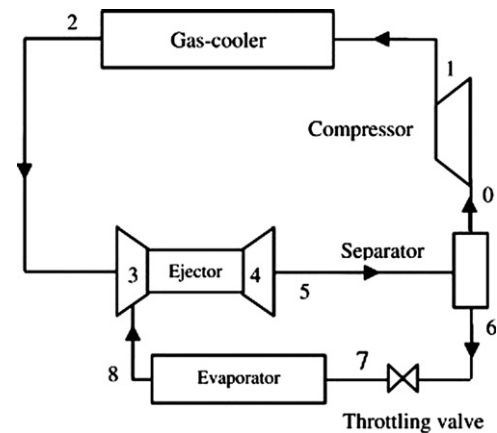 2
Gas-cooler
1
Compressor
0
Separator
3
Ejector
4
5
6
8
Evaporator
7
Throttling valve